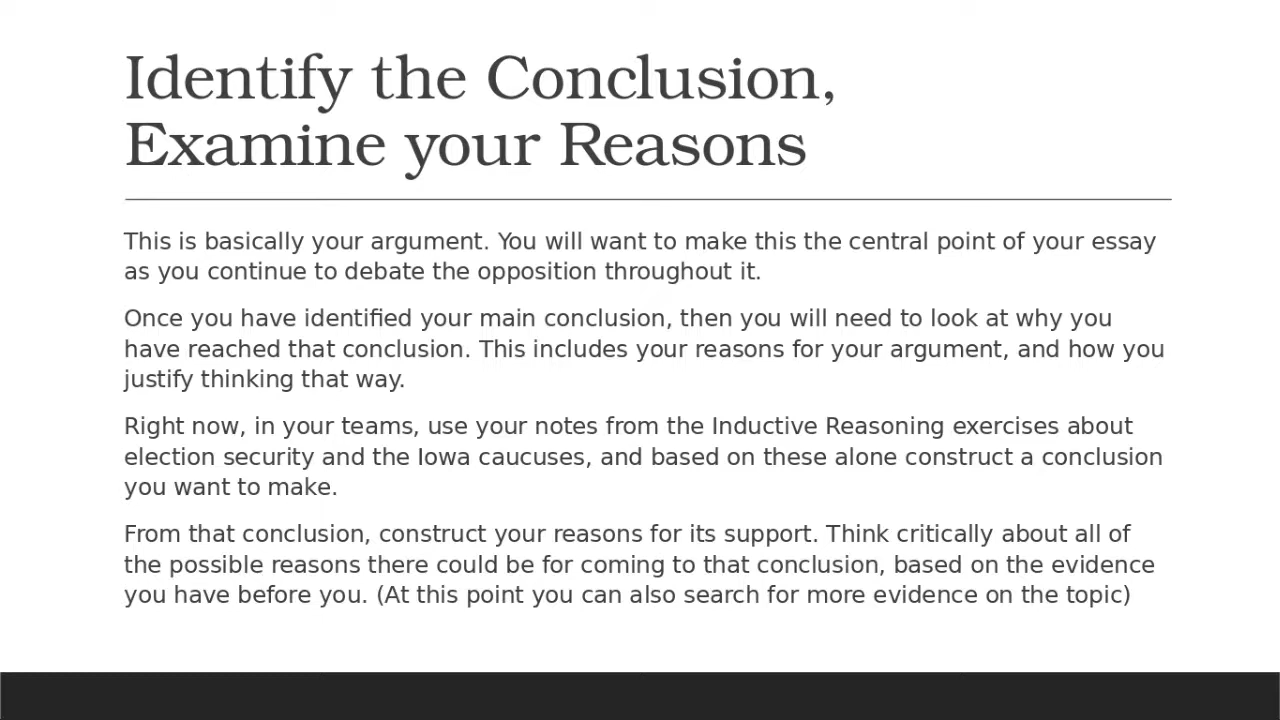 Identify the Conclusion,
Examine your Reasons
This is basically your argument. You will want to make this the central point of your essay
as you continue to debate the opposition throughout it.
Once you have identified your main conclusion, then you will need to look at why you
have reached that conclusion. This includes your reasons for your argument, and how you
justify thinking that way.
Right now, in your teams, use your notes from the Inductive Reasoning exercises about
election security and the Iowa caucuses, and based on these alone construct a conclusion
you want to make.
From that conclusion, construct your reasons for its support. Think critically about all of
the possible reasons there could be for coming to that conclusion, based on the evidence
you have before you. (At this point you can also search for more evidence on the topic)